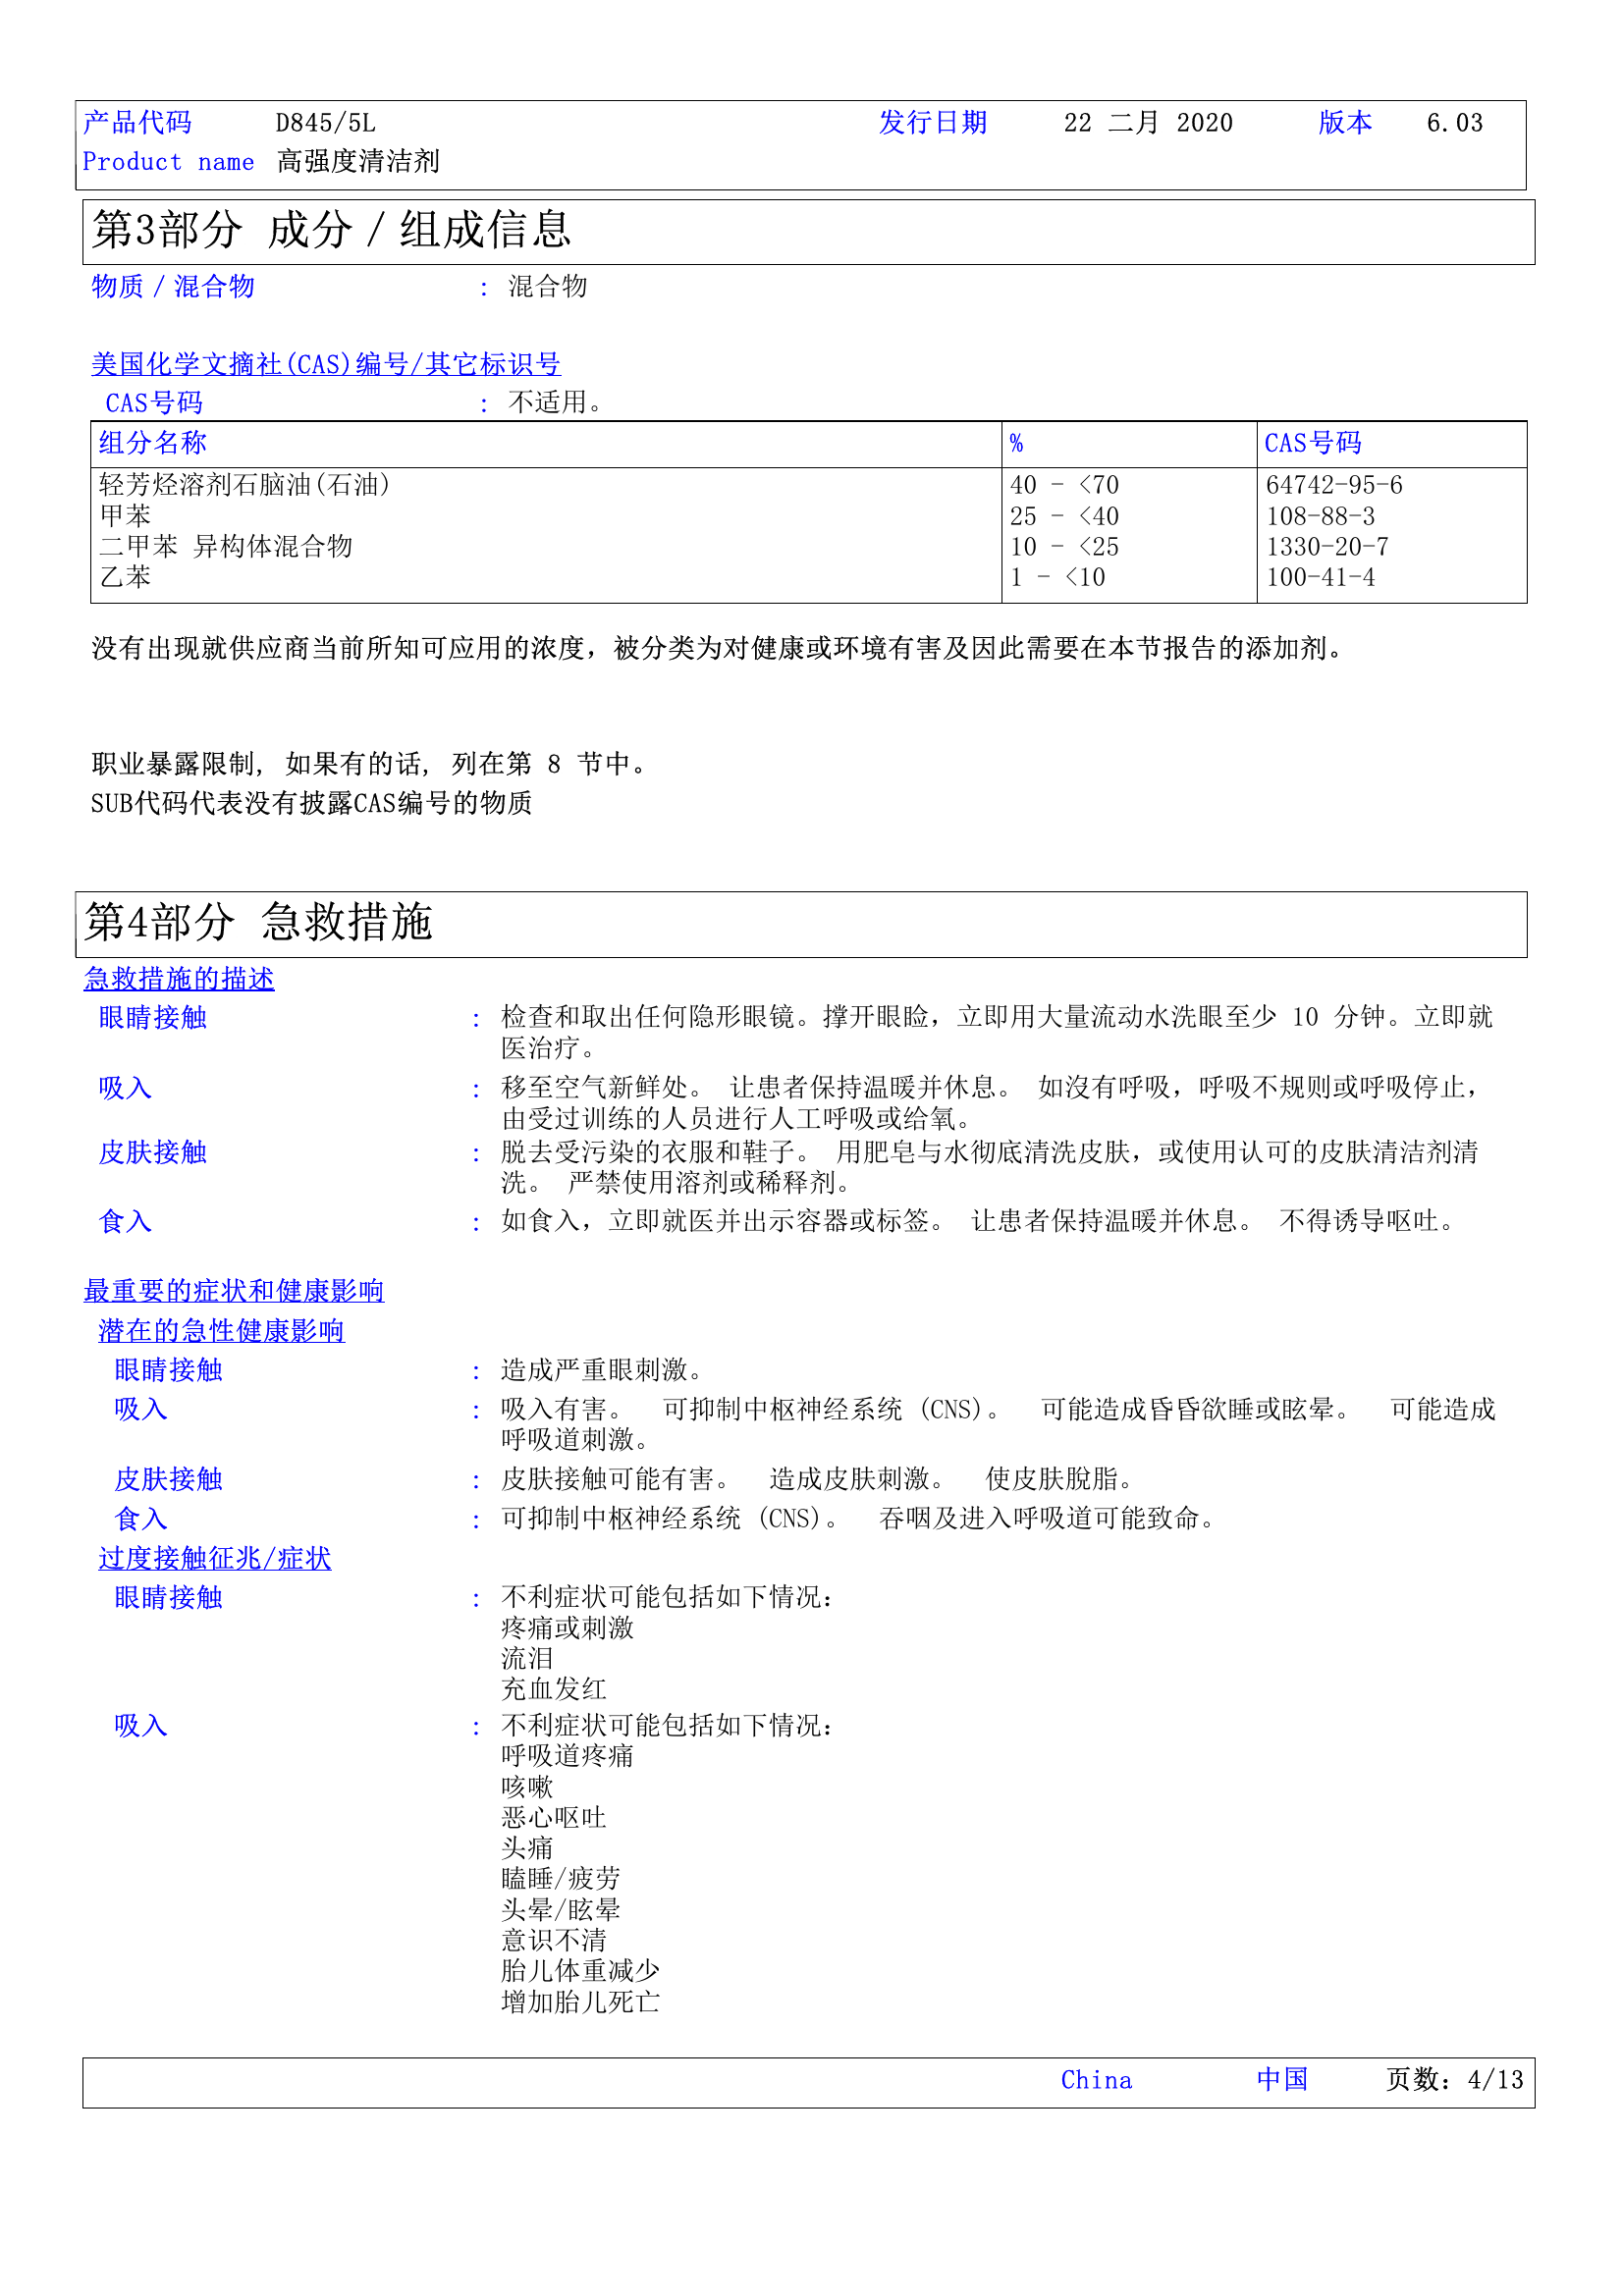 产品代码 D845/5L 发行日期 22 二月 2020 版本 6.03
Product name 高强度清洁剂
第3部分 成分／组成信息
物质／混合物 : 混合物
美国化学文摘社(CAS)编号/其它标识号
CAS号码 : 不适用。
组分名称 % CAS号码
轻芳烃溶剂石脑油(石油) 40 - <70 64742-95-6
甲苯 25 - <40 108-88-3
二甲苯 异构体混合物 10 - <25 1330-20-7
乙苯 1 - <10 100-41-4
没有出现就供应商当前所知可应用的浓度，被分类为对健康或环境有害及因此需要在本节报告的添加剂。
职业暴露限制, 如果有的话, 列在第 8 节中。
SUB代码代表没有披露CAS编号的物质
第4部分 急救措施
急救措施的描述
眼睛接触 : 检查和取出任何隐形眼镜。撑开眼睑，立即用大量流动水洗眼至少 10 分钟。立即就
医治疗。
吸入 : 移至空气新鲜处。 让患者保持温暖并休息。 如沒有呼吸，呼吸不规则或呼吸停止，
由受过训练的人员进行人工呼吸或给氧。
皮肤接触 : 脱去受污染的衣服和鞋子。 用肥皂与水彻底清洗皮肤，或使用认可的皮肤清洁剂清
洗。 严禁使用溶剂或稀释剂。
食入 : 如食入，立即就医并出示容器或标签。 让患者保持温暖并休息。 不得诱导呕吐。
最重要的症状和健康影响
潜在的急性健康影响
眼睛接触 : 造成严重眼刺激。
吸入 : 吸入有害。 可抑制中枢神经系统 (CNS)。 可能造成昏昏欲睡或眩晕。 可能造成
呼吸道刺激。
皮肤接触 : 皮肤接触可能有害。 造成皮肤刺激。 使皮肤脫脂。
食入 : 可抑制中枢神经系统 (CNS)。 吞咽及进入呼吸道可能致命。
过度接触征兆/症状
眼睛接触 : 不利症状可能包括如下情况：
疼痛或刺激
流泪
充血发红
吸入 : 不利症状可能包括如下情况：
呼吸道疼痛
咳嗽
恶心呕吐
头痛
瞌睡/疲劳
头晕/眩晕
意识不清
胎儿体重减少
增加胎儿死亡
China 中国 页数：4/13